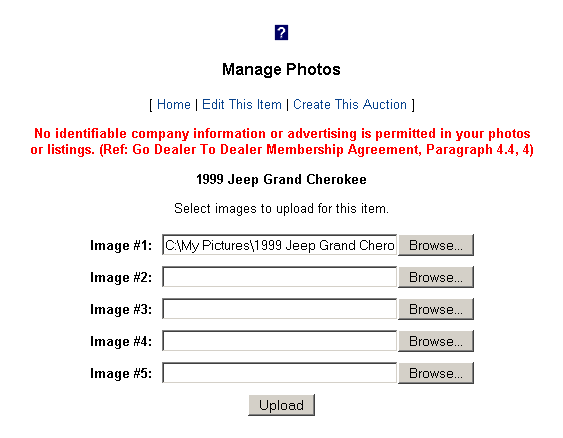 ?
Manage Photos
[ Home | Edit This Item | Create This Auction ]
No identifiable company information or advertising is permitted in your photos
or listings. (Ref: Go Dealer To Dealer Membership Agreement, Paragraph 4.4, 4)
1999 Jeep Grand Cherokee
Select images to upload for this item.
Image #1: C:\My Pictures\1999 Jeep Grand Chero Browse...
Image #2: Browse...
Image #3: Browse...
Image #4: Browse...
Image #5: Browse...
Upload